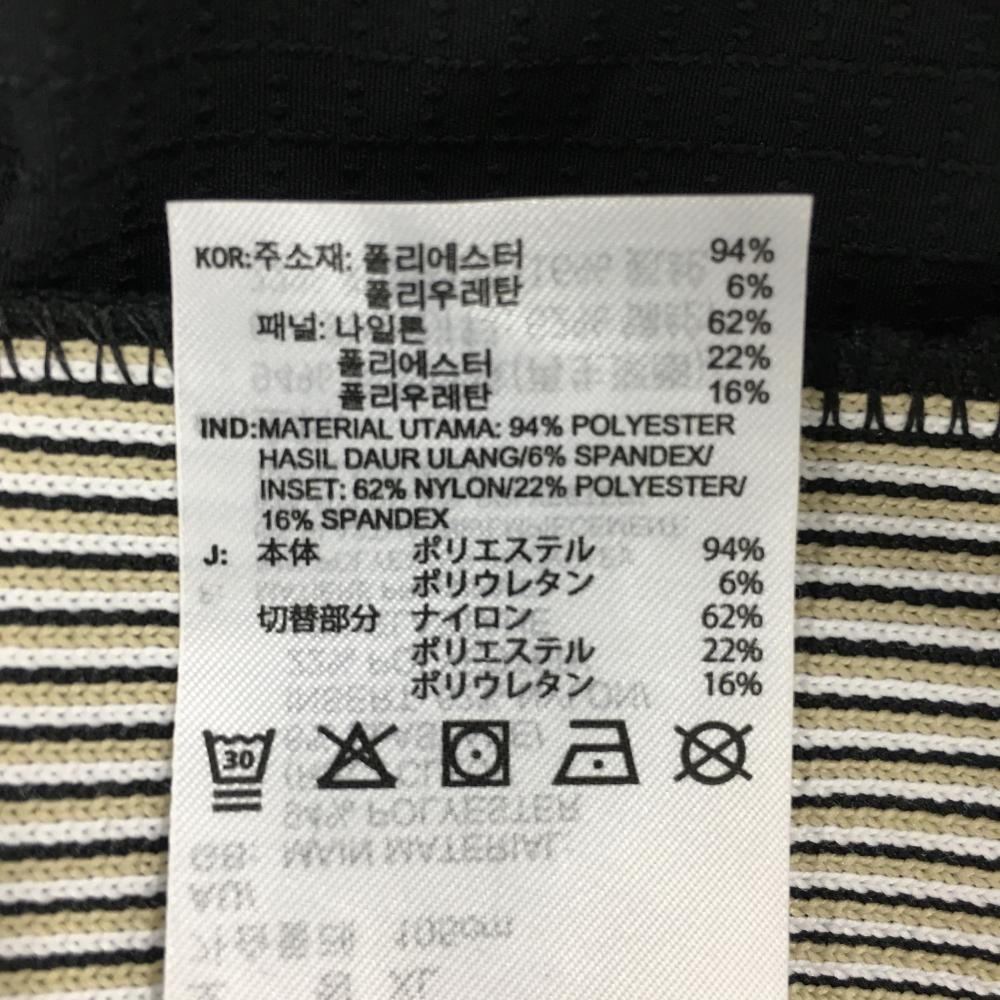 KOR:주소재: 폴리에스터 94%
폴리우레탄 6%
패널: 나일론 62%
폴리에스터 22%
폴리우레탄 16%
IND:MATERIAL UTAMA: 94% POLYESTER
HASIL DAUR ULANG/6% SPANDEX/
INSET: 62% NYLON/22% POLYESTER/
16% SPANDEX
J: 本体 ポリエステル 94%
ポリウレタン 6%
切替部分 ナイロン 62%
ポリエステル 22%
ポリウレタン 16%
30